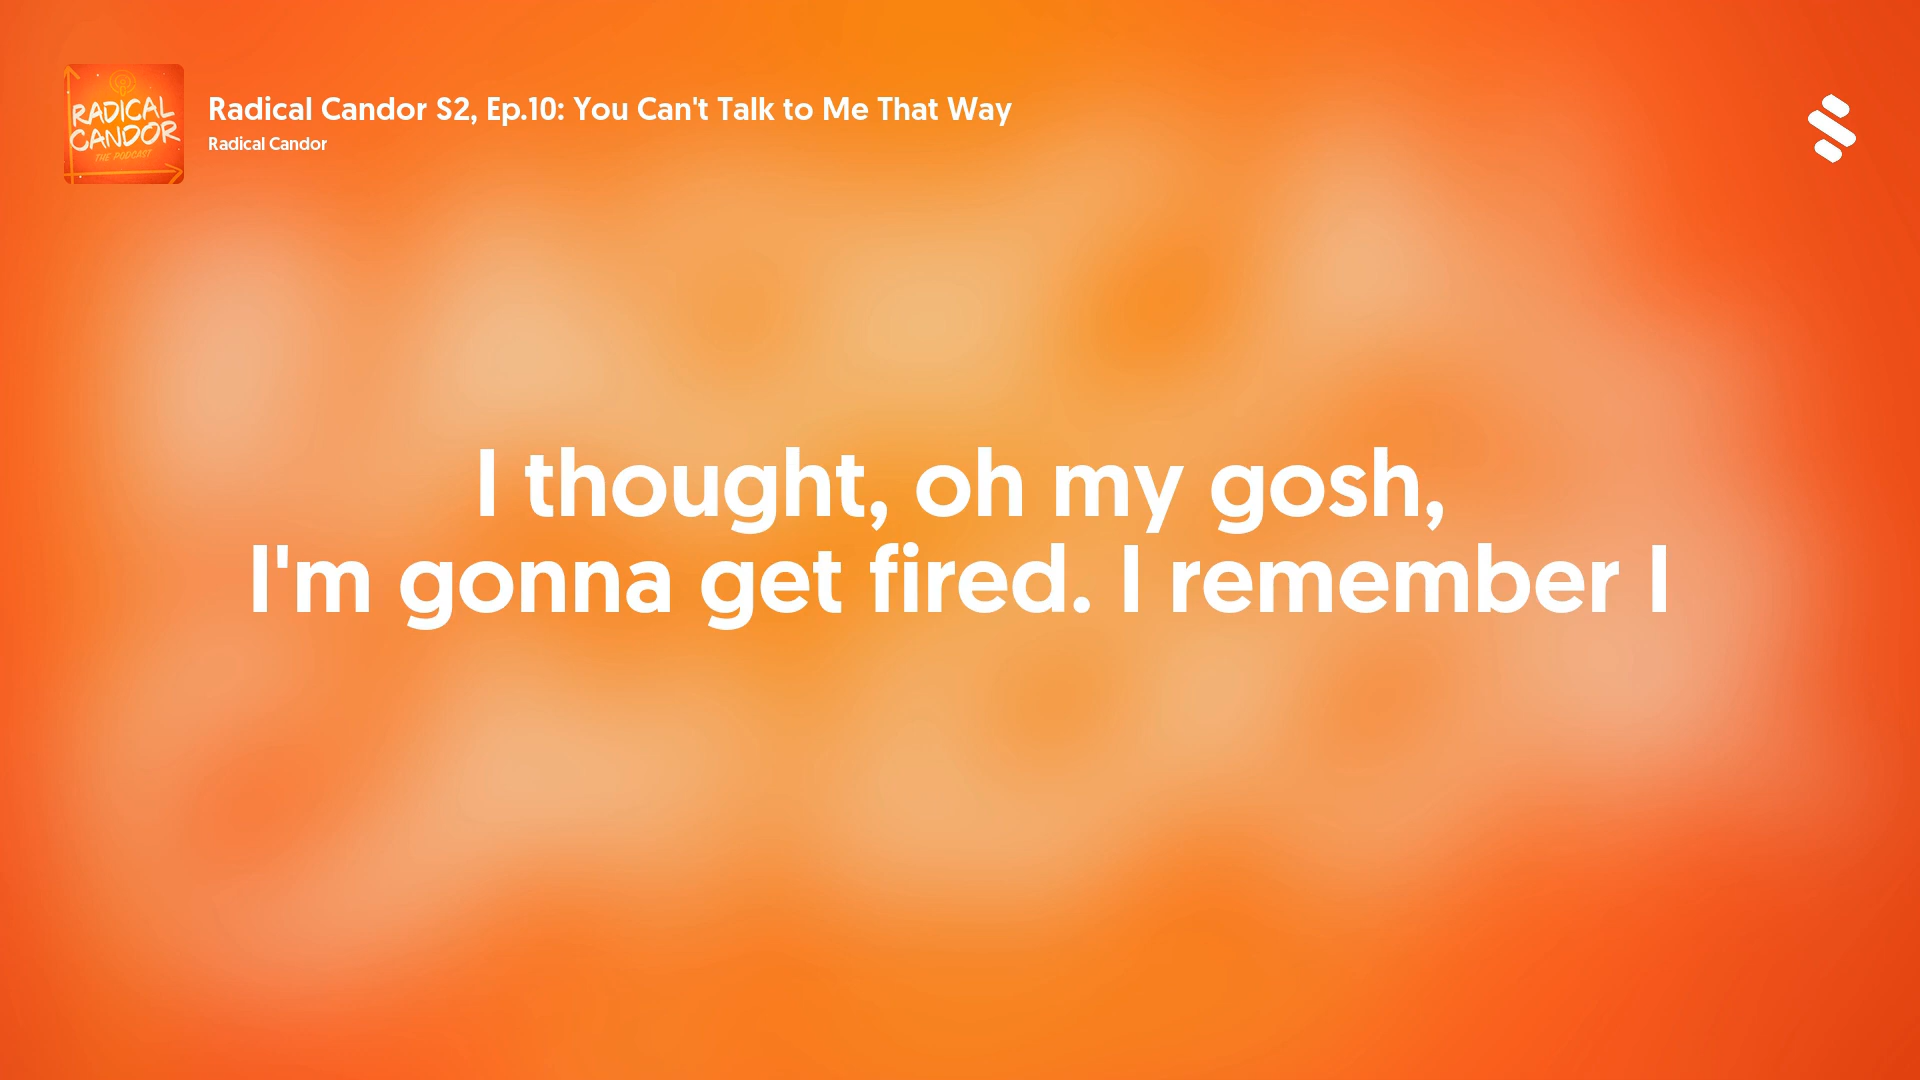 RADICAL
CANDOR
THE PODCAST
Radical Candor S2, Ep.10: You Can't Talk to Me That Way
Radical Candor
I thought, oh my gosh,
I'm gonna get fired. I remember I